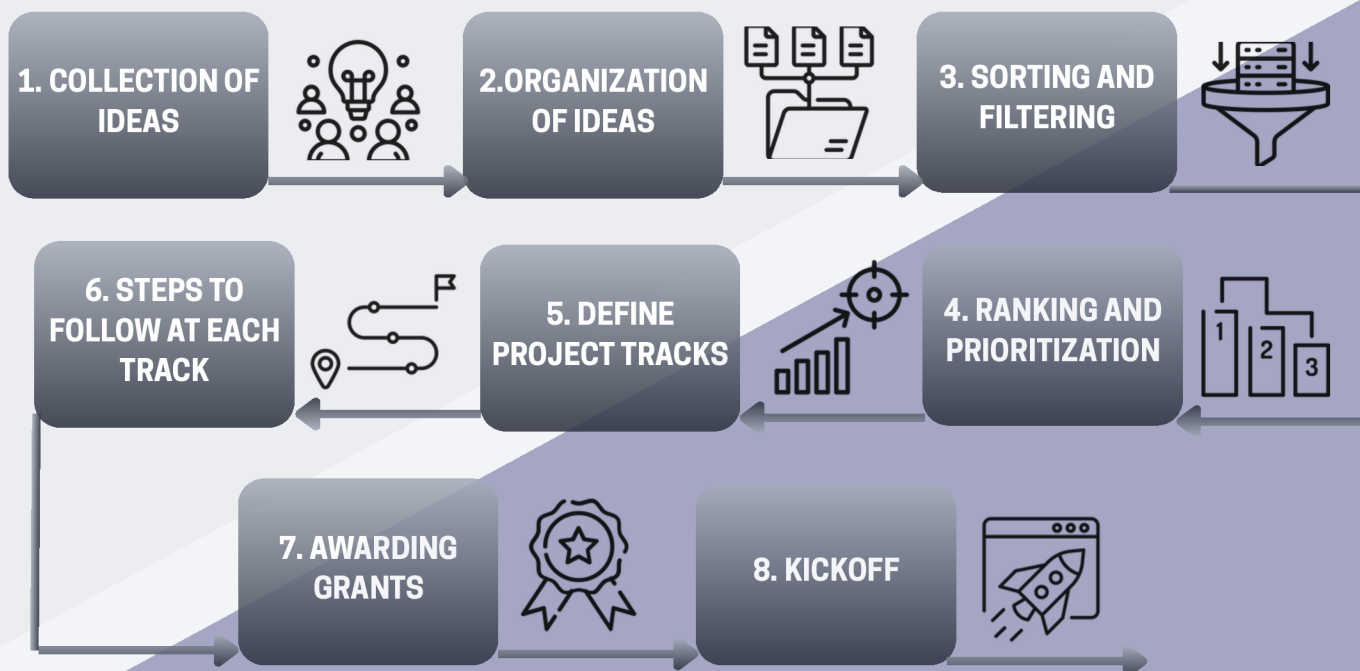 1. COLLECTION OF
IDEAS
2.ORGANIZATION
OF IDEAS
3. SORTING AND
FILTERING
4. RANKING AND
PRIORITIZATION
1
2
3
5. DEFINE
PROJECT TRACKS
6. STEPS TO
FOLLOW AT EACH
TRACK
7. AWARDING
GRANTS
8. KICKOFF